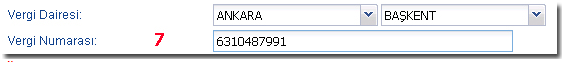 Vergi Dairesi: ANKARA BAŞKENT
Vergi Numarası: 7 6310487991